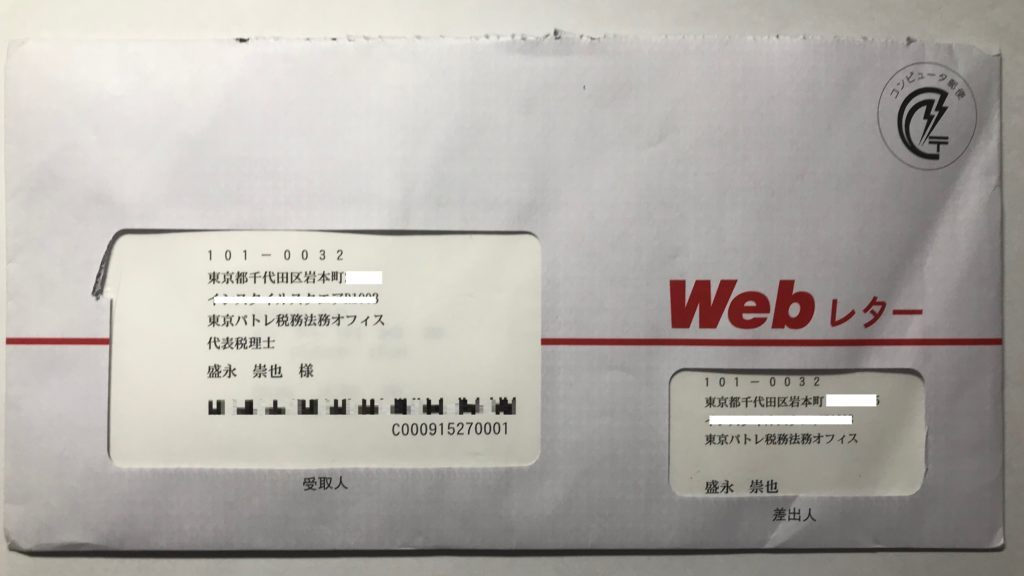 コンピュータ郵便
101-0032
東京都千代田区岩本町
東京パトレ税務法務オフィス
代表税理士
盛永 崇也 様
C000915270001
受取人
Webレター
101-0032
東京都千代田区岩本町
東京パトレ税務法務オフィス
盛永 崇也
差出人